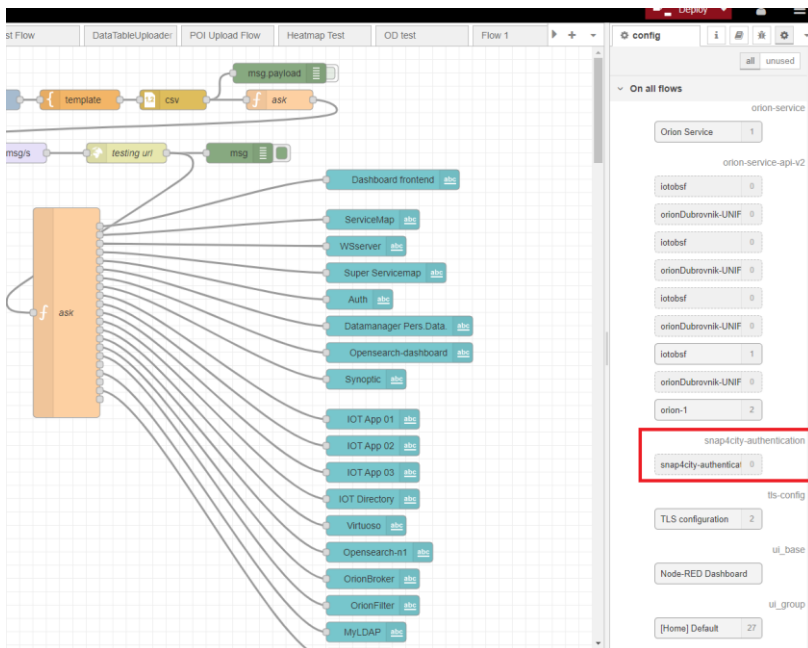 Deploy
st Flow
DataTableUploader
POI Upload Flow
Heatmap Test
OD test
Flow 1
config
all
unused
msg.payload
template
csv
ask
msg/s
testing url
msg
ask
Dashboard frontend abc
ServiceMap abc
WSserver abc
Super Servicemap abc
Auth abc
Datamanager Pers.Data. abc
Opensearch-dashboard abc
Synoptic abc
IOT App 01 abc
IOT App 02 abc
IOT App 03 abc
IOT Directory abc
Virtuoso abc
Opensearch-n1 abc
OrionBroker abc
OrionFilter abc
MyLDAP abc
On all flows
orion-service
Orion Service 1
orion-service-api-v2
iotobsf 0
orionDubrovnik-UNIF 0
iotobsf 0
orionDubrovnik-UNIF 0
iotobsf 0
orionDubrovnik-UNIF 0
iotobsf 1
orionDubrovnik-UNIF 0
orion-1 2
snap4city-authentication
snap4city-authenticat 0
tls-config
TLS configuration 2
ui_base
Node-RED Dashboard
ui_group
[Home] Default 27